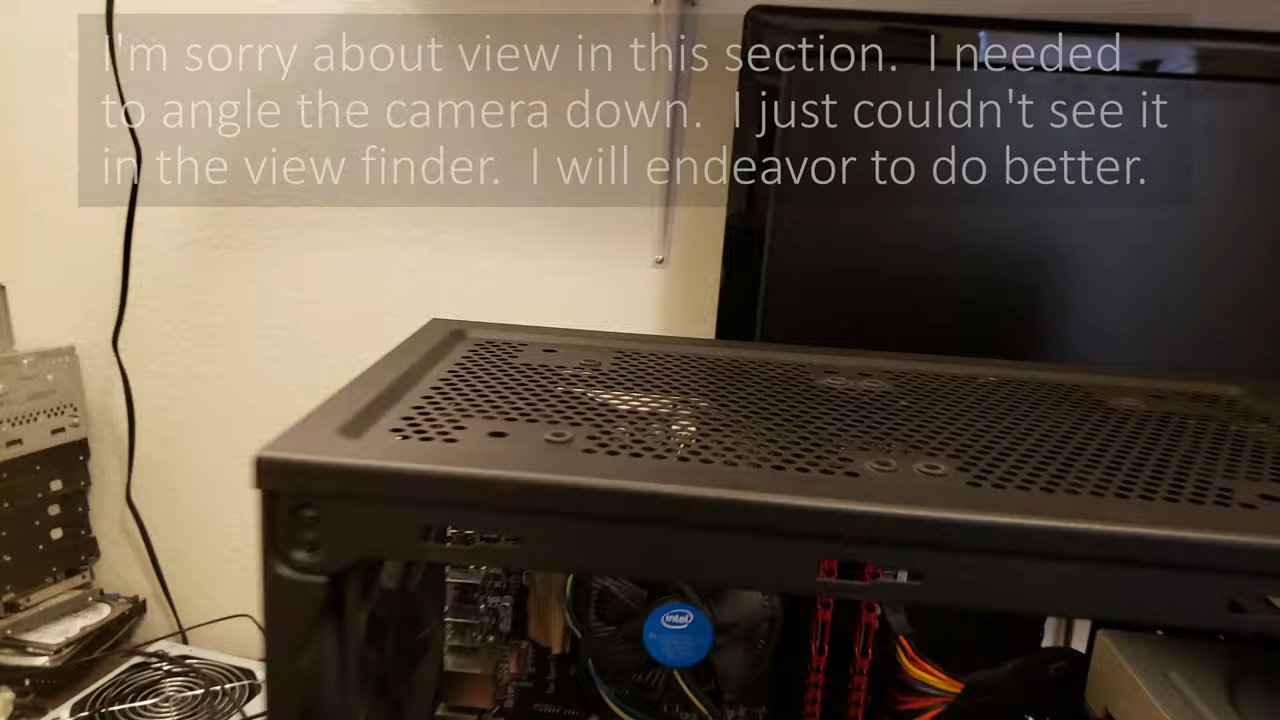 I'm sorry about view in this section.  I needed
to angle the camera down.  I just couldn't see it
in the view finder.  I will endeavor to do better.
intel